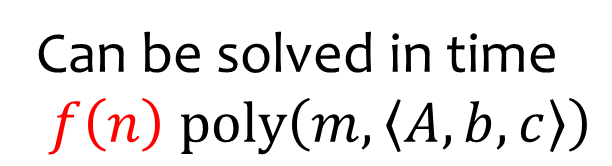 Can be solved in time
f(n) poly(m, ⟨A, b, c⟩)